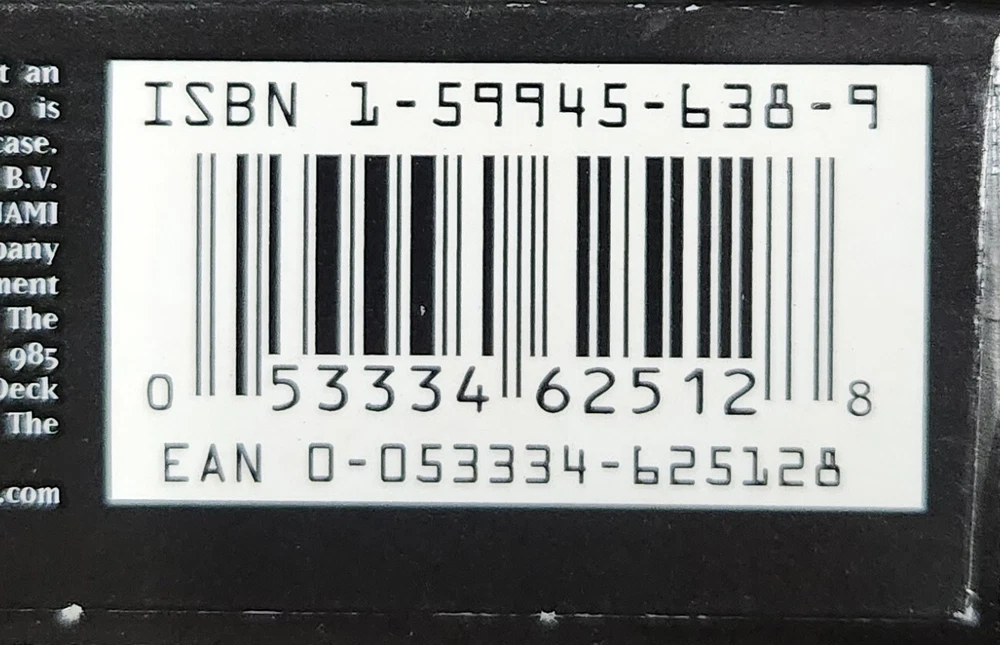 t an
o is
case.
B.V.
AMI
pany
ment
The
985
Deck
The
.com
ISBN 1-59945-638-9
0 53334 62512 8
EAN 0-053334-625128